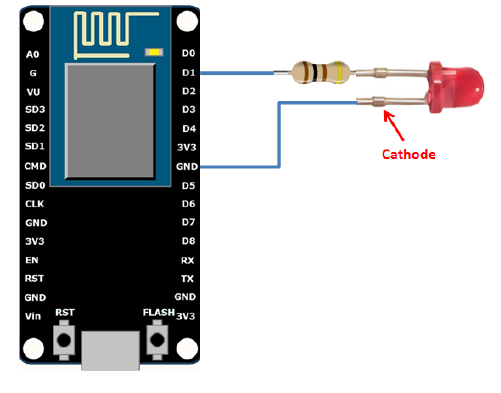 A0
G
VU
SD3
SD2
SD1
CMD
SD0
CLK
GND
3V3
EN
RST
GND
Vin
D0
D1
D2
D3
D4
3V3
GND
D5
D6
D7
D8
RX
TX
GND
3V3
RST
FLASH
Cathode